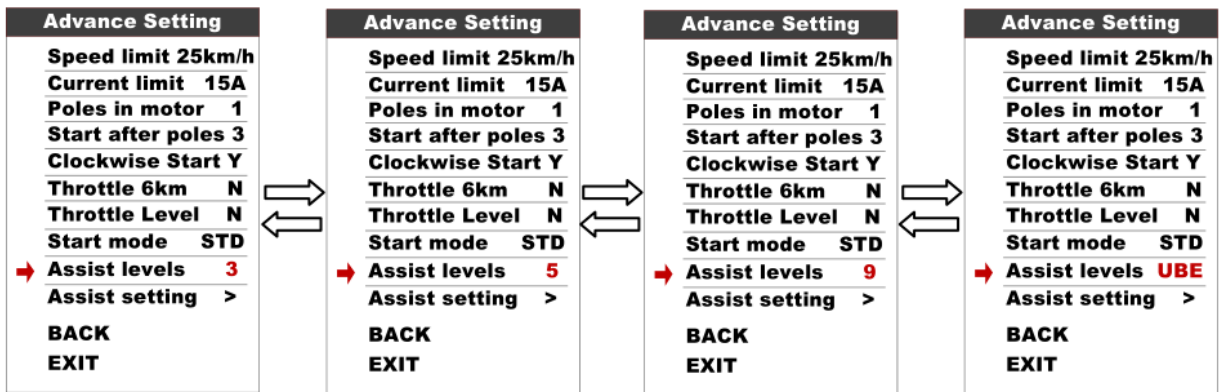 Advance Setting
Speed limit 25km/h
Current limit 15A
Poles in motor 1
Start after poles 3
Clockwise Start Y
Throttle 6km N
Throttle Level N
Start mode STD
Assist levels 3
Assist setting >
BACK
EXIT
Advance Setting
Speed limit 25km/h
Current limit 15A
Poles in motor 1
Start after poles 3
Clockwise Start Y
Throttle 6km N
Throttle Level N
Start mode STD
Assist levels 5
Assist setting >
BACK
EXIT
Advance Setting
Speed limit 25km/h
Current limit 15A
Poles in motor 1
Start after poles 3
Clockwise Start Y
Throttle 6km N
Throttle Level N
Start mode STD
Assist levels 9
Assist setting >
BACK
EXIT
Advance Setting
Speed limit 25km/h
Current limit 15A
Poles in motor 1
Start after poles 3
Clockwise Start Y
Throttle 6km N
Throttle Level N
Start mode STD
Assist levels UBE
Assist setting >
BACK
EXIT